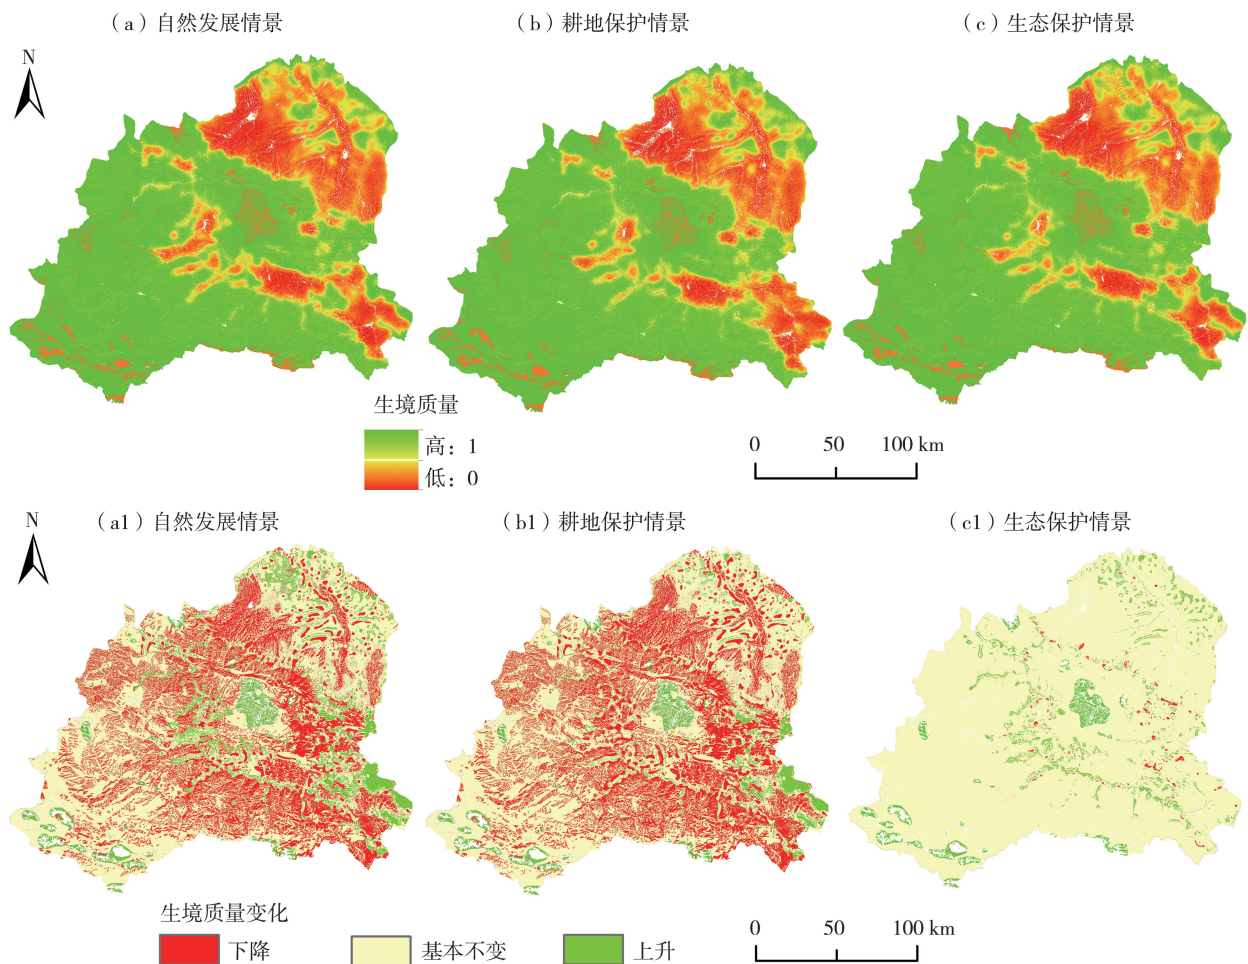 （a）自然发展情景 （b）耕地保护情景 （c）生态保护情景
N
生境质量
高：1
低：0
0 50 100 km
（a1）自然发展情景 （b1）耕地保护情景 （c1）生态保护情景
N
生境质量变化
下降 基本不变 上升
0 50 100 km